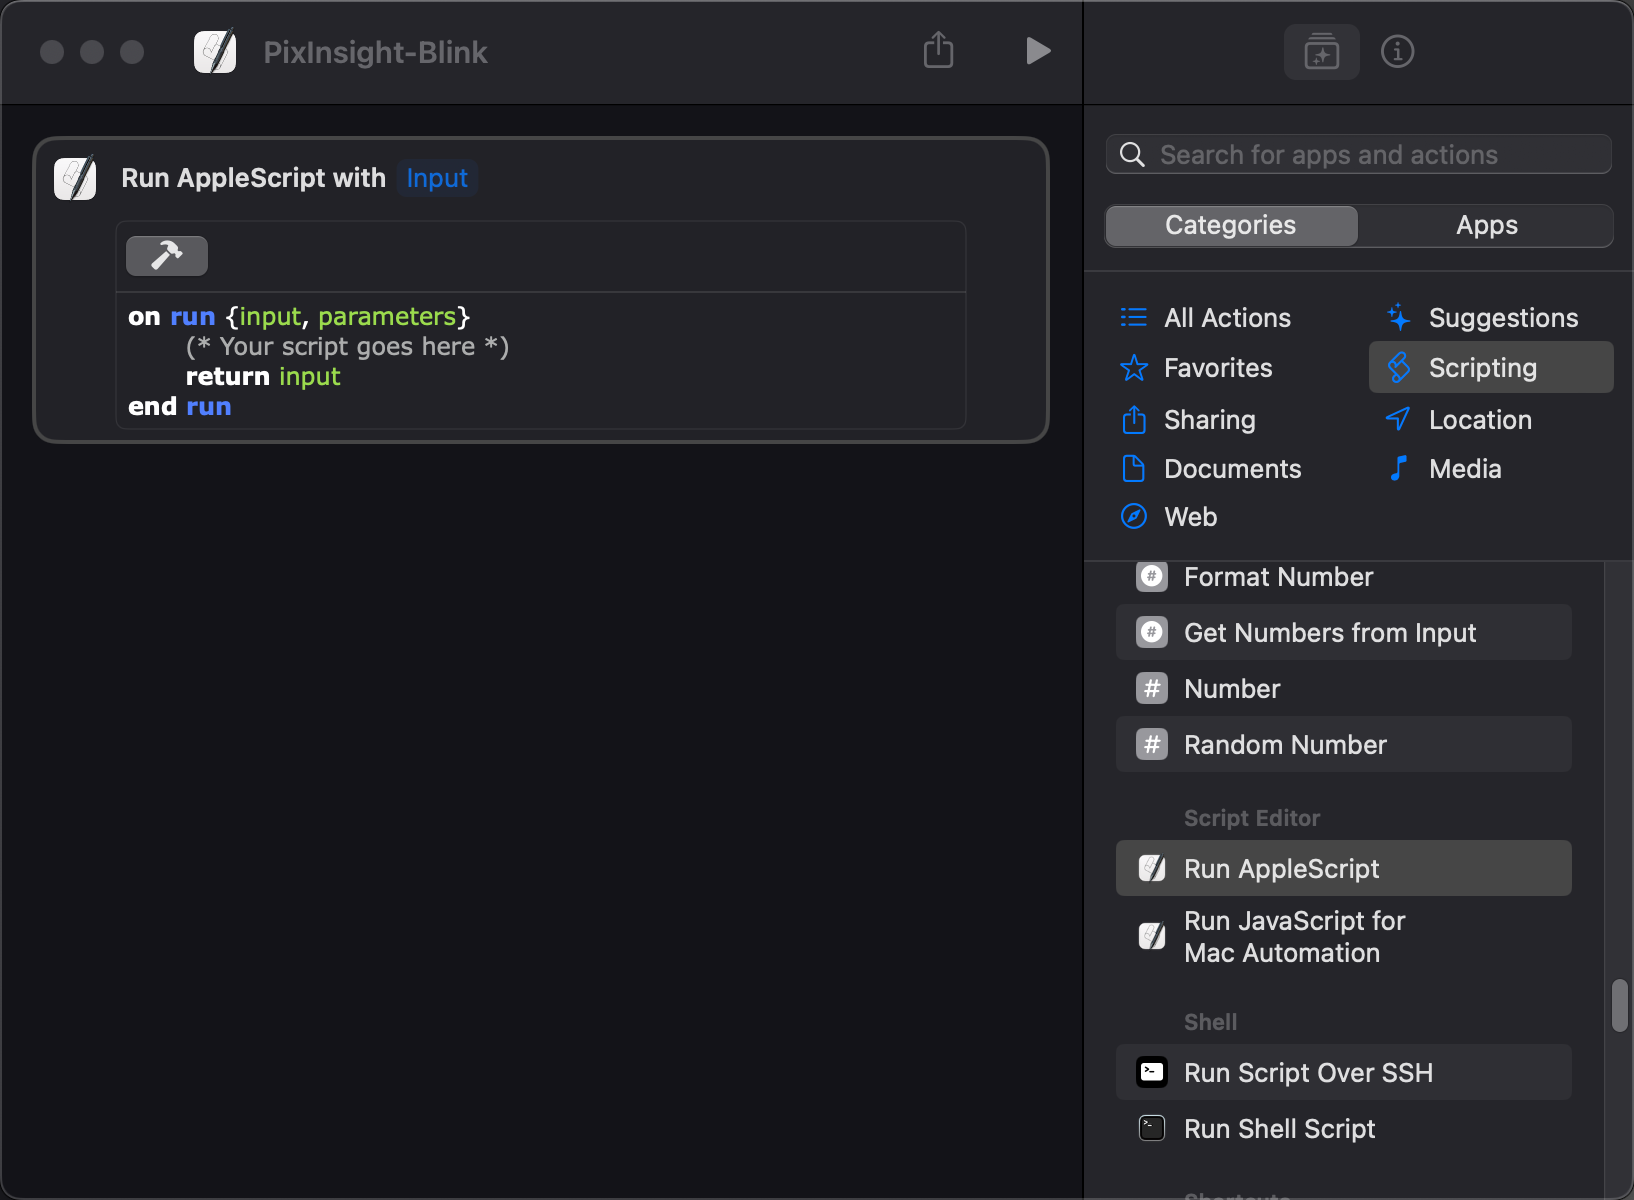 PixInsight-Blink
Run AppleScript with Input
on run {input, parameters}
(* Your script goes here *)
return input
end run
Search for apps and actions
Categories
Apps
All Actions
Suggestions
Favorites
Scripting
Sharing
Location
Documents
Media
Web
Format Number
Get Numbers from Input
Number
Random Number
Script Editor
Run AppleScript
Run JavaScript for
Mac Automation
Shell
Run Script Over SSH
Run Shell Script
Shortcuts